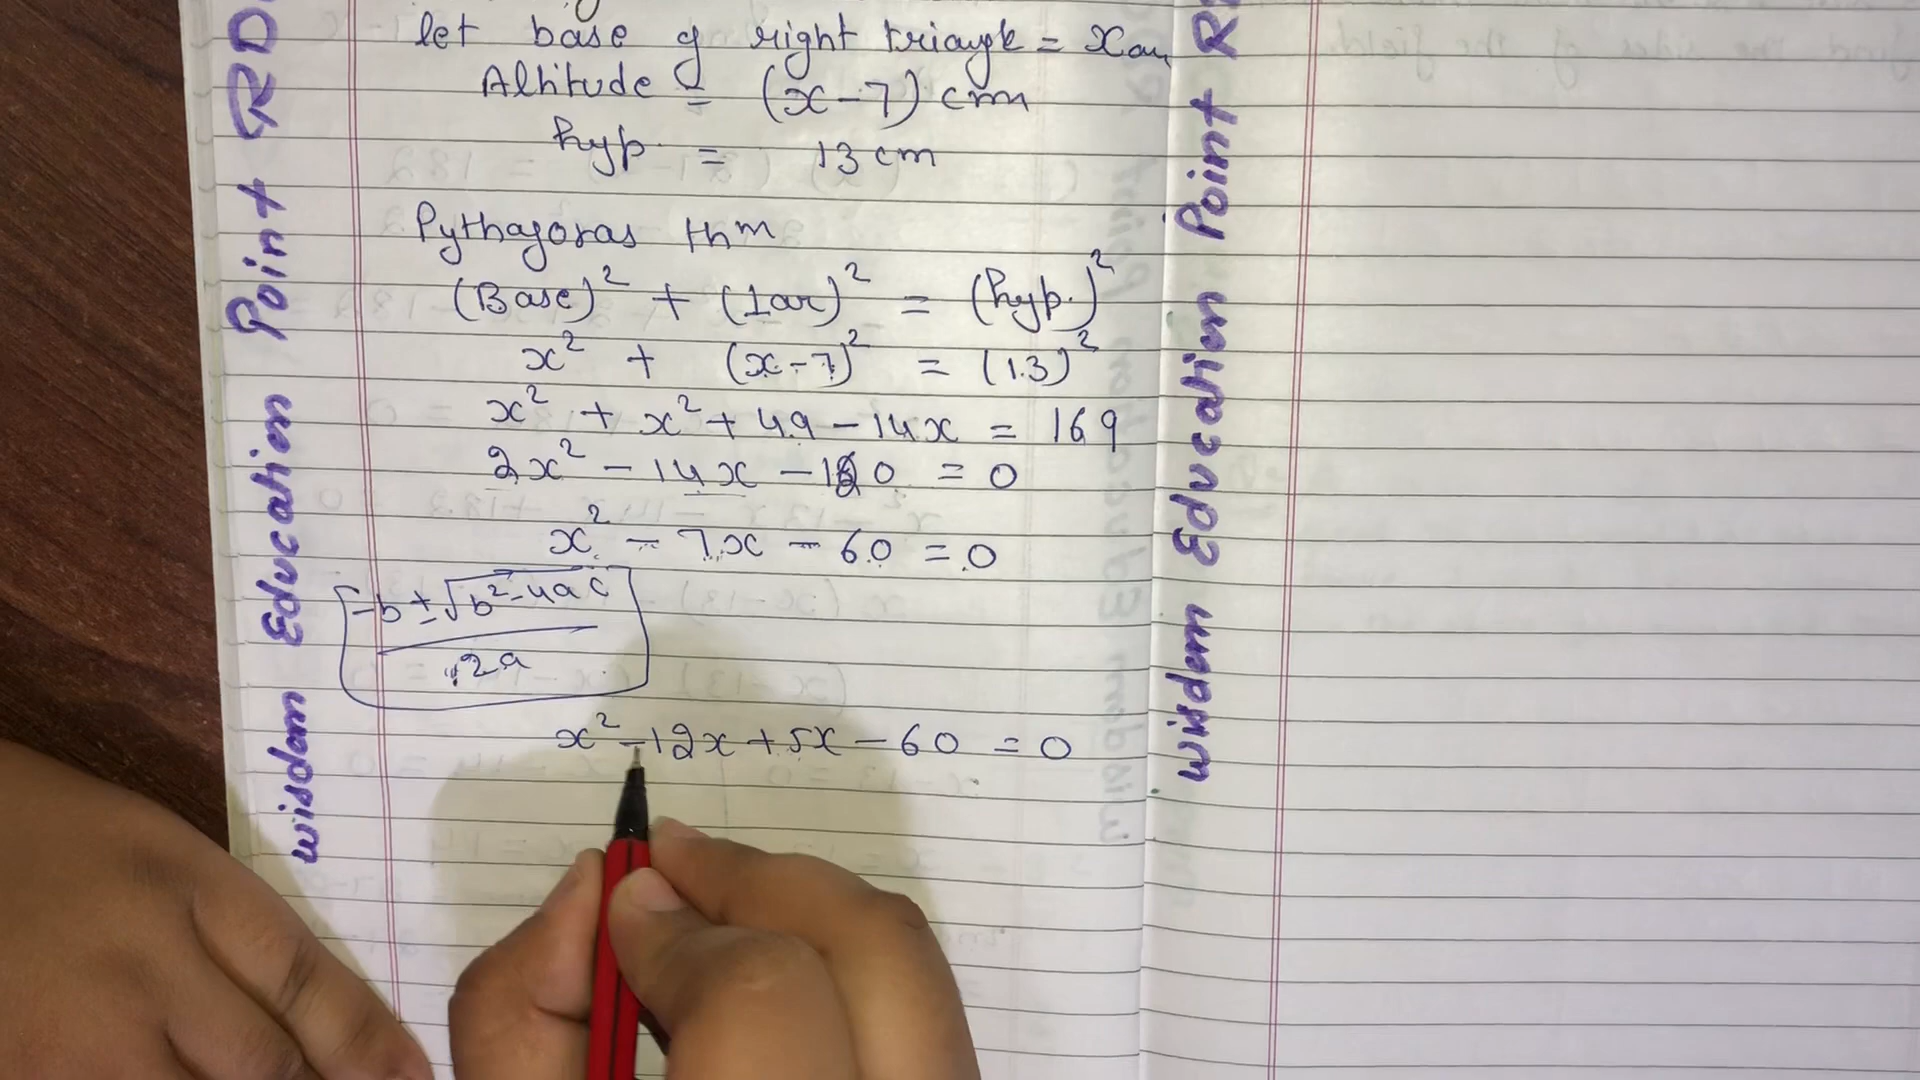 let base of right triangle = x cm
Altitude = (x-7) cm
hyp. = 13 cm
Pythagoras thm
(Base)² + (⊥ar)² = (hyp.)²
x² + (x-7)² = (13)²
x² + x² + 49 - 14x = 169
2x² - 14x - 120 = 0
x² - 7x - 60 = 0
-b ± √b²-4ac
2a
x² - 12x + 5x - 60 = 0
wisdom Education Point RD
wisdom Education Point R